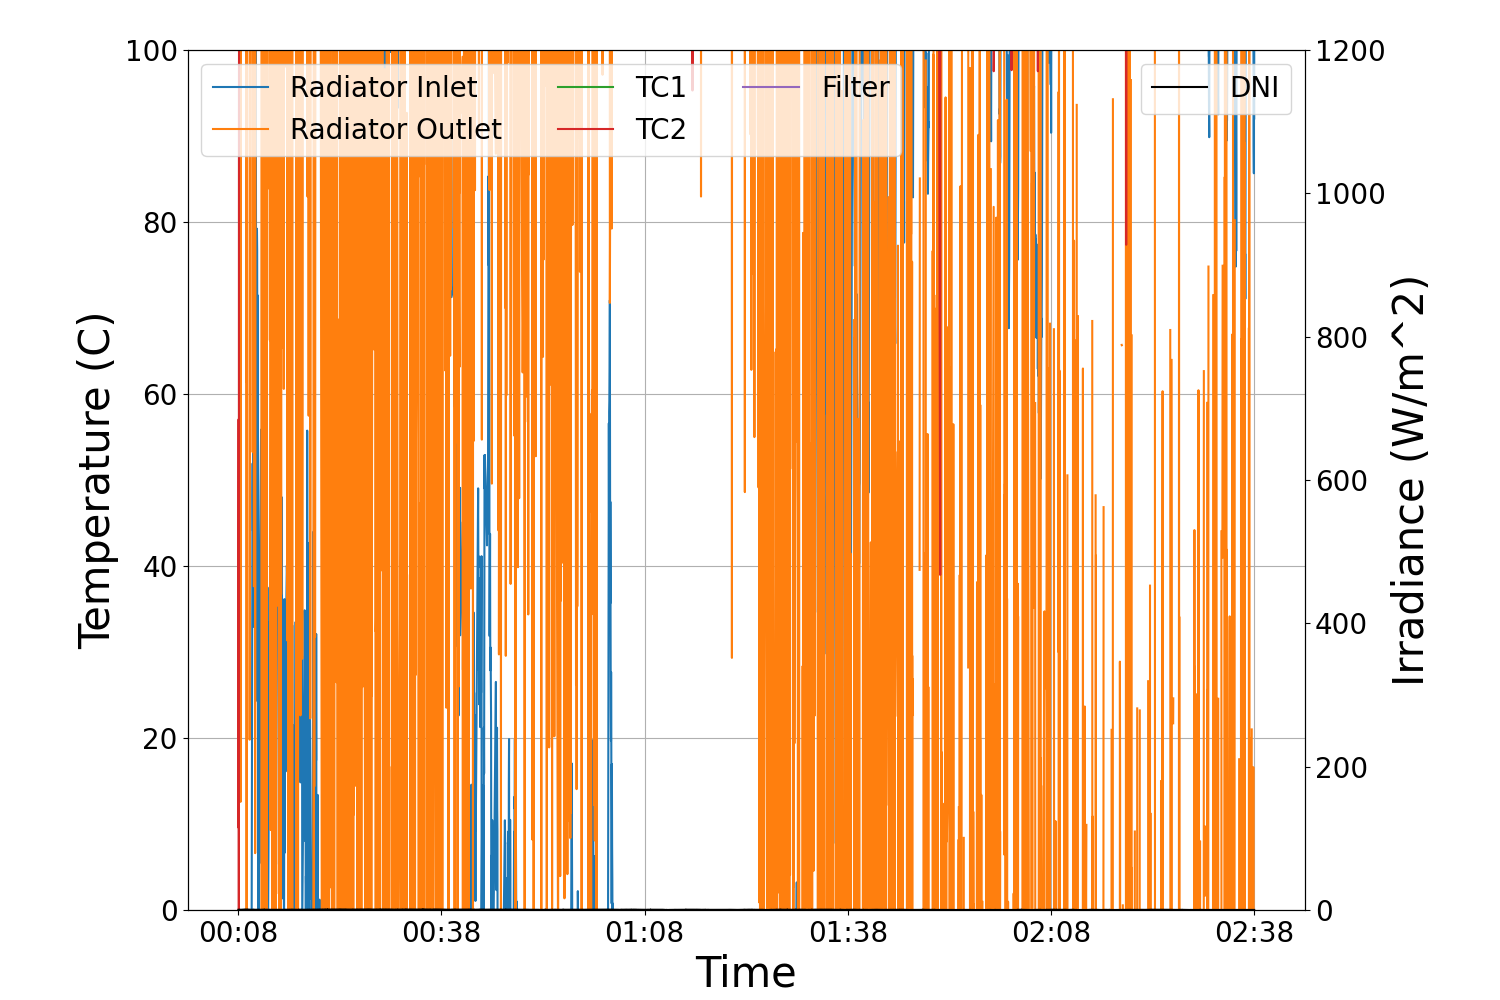 Radiator Inlet
Radiator Outlet
TC1
TC2
Filter
DNI
Temperature (C)
100
80
60
40
20
0
Irradiance (W/m^2)
1200
1000
800
600
400
200
0
00:08 00:38 01:08 01:38 02:08 02:38
Time